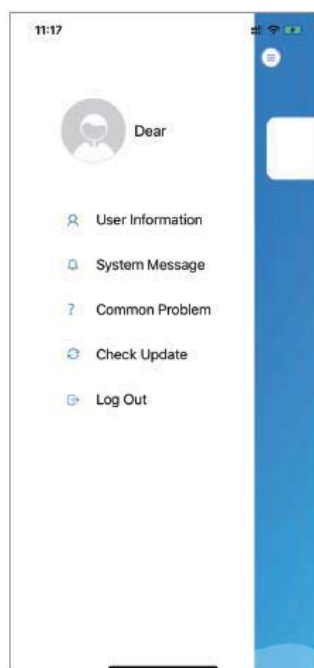 11:17
Dear
User Information
System Message
Common Problem
Check Update
Log Out